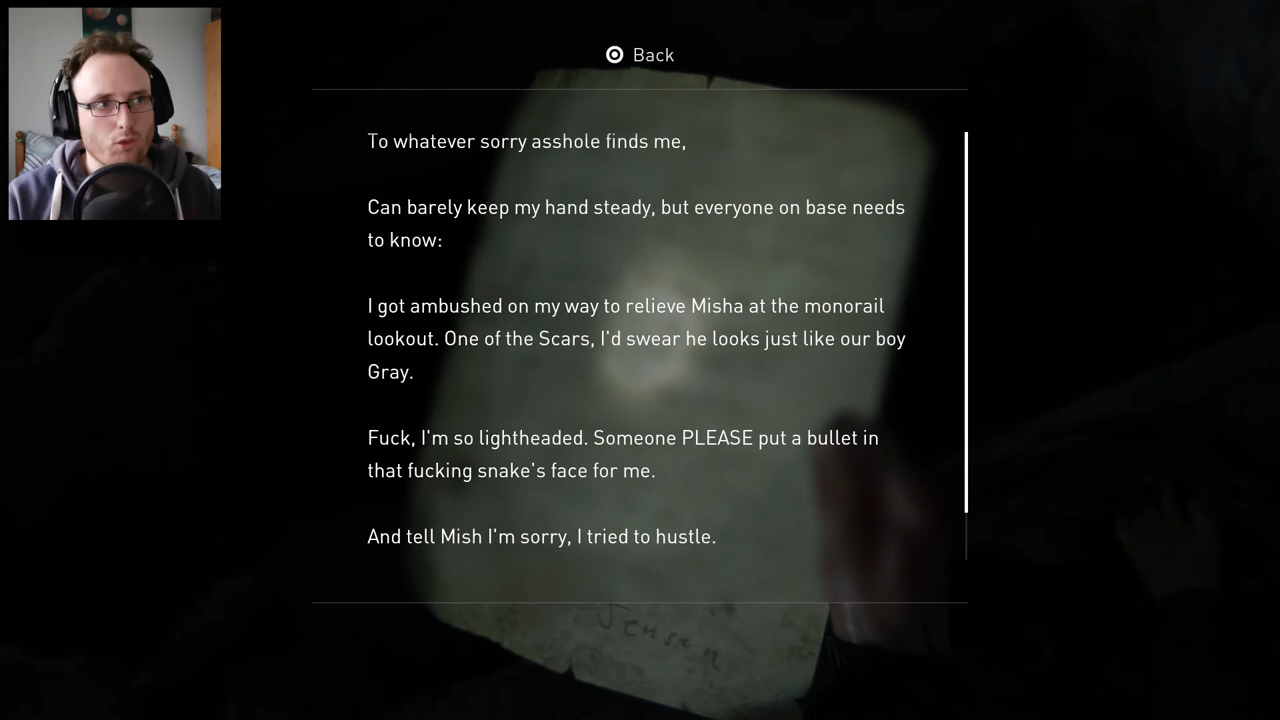 Back
To whatever sorry asshole finds me,
Can barely keep my hand steady, but everyone on base needs
to know:
I got ambushed on my way to relieve Misha at the monorail
lookout. One of the Scars, I'd swear he looks just like our boy
Gray.
Fuck, I'm so lightheaded. Someone PLEASE put a bullet in
that fucking snake's face for me.
And tell Mish I'm sorry, I tried to hustle.
Jensen